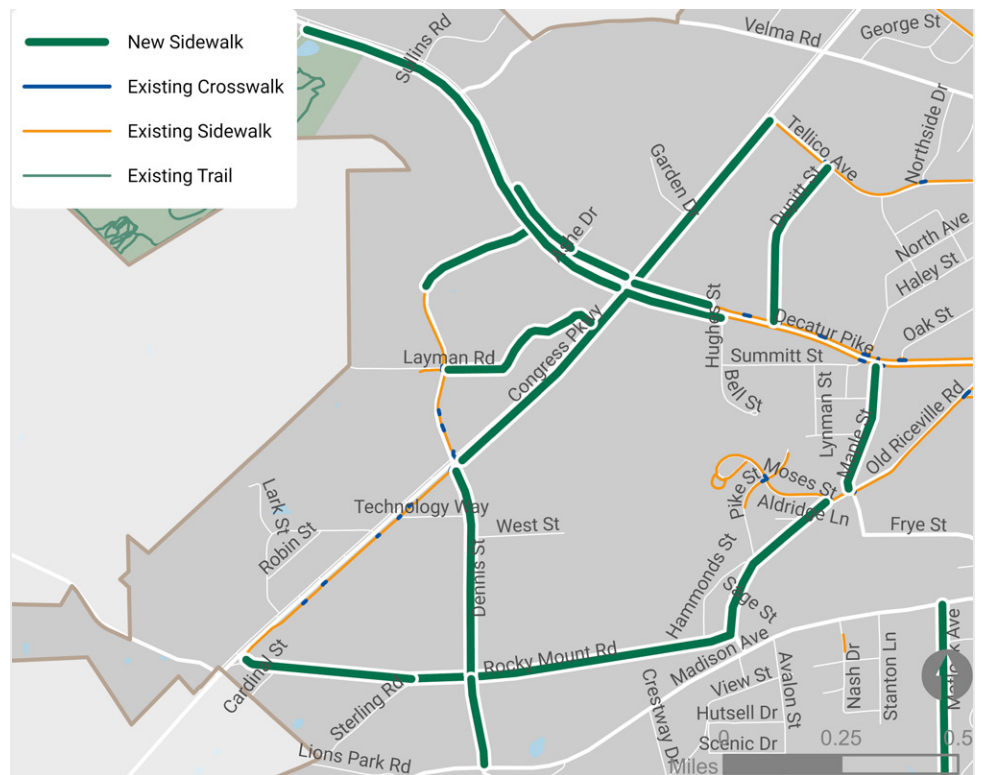 New Sidewalk
Existing Crosswalk
Existing Sidewalk
Existing Trail
Sullins Rd
Velma Rd
George St
Tellico Ave
Northside Dr
Garden Dr
Dupitt St
North Ave
Haley St
Oak St
Decatur Pike
Hughes St
Summitt St
Layman Rd
Congress Pkwy
Bell St
Lynman St
Maple St
Old Riceville Rd
Moses St
Pike St
Aldridge Ln
Frye St
Lark St
Robin St
Technology Way
West St
Dennis St
Hammonds St
Sage St
Rocky Mount Rd
Madison Ave
Cardinal St
Sterling Rd
Lions Park Rd
Crestway Dr
View St
Avalon St
Hutsell Dr
Scenic Dr
Nash Dr
Stanton Ln
0
0.25
0.5
Miles